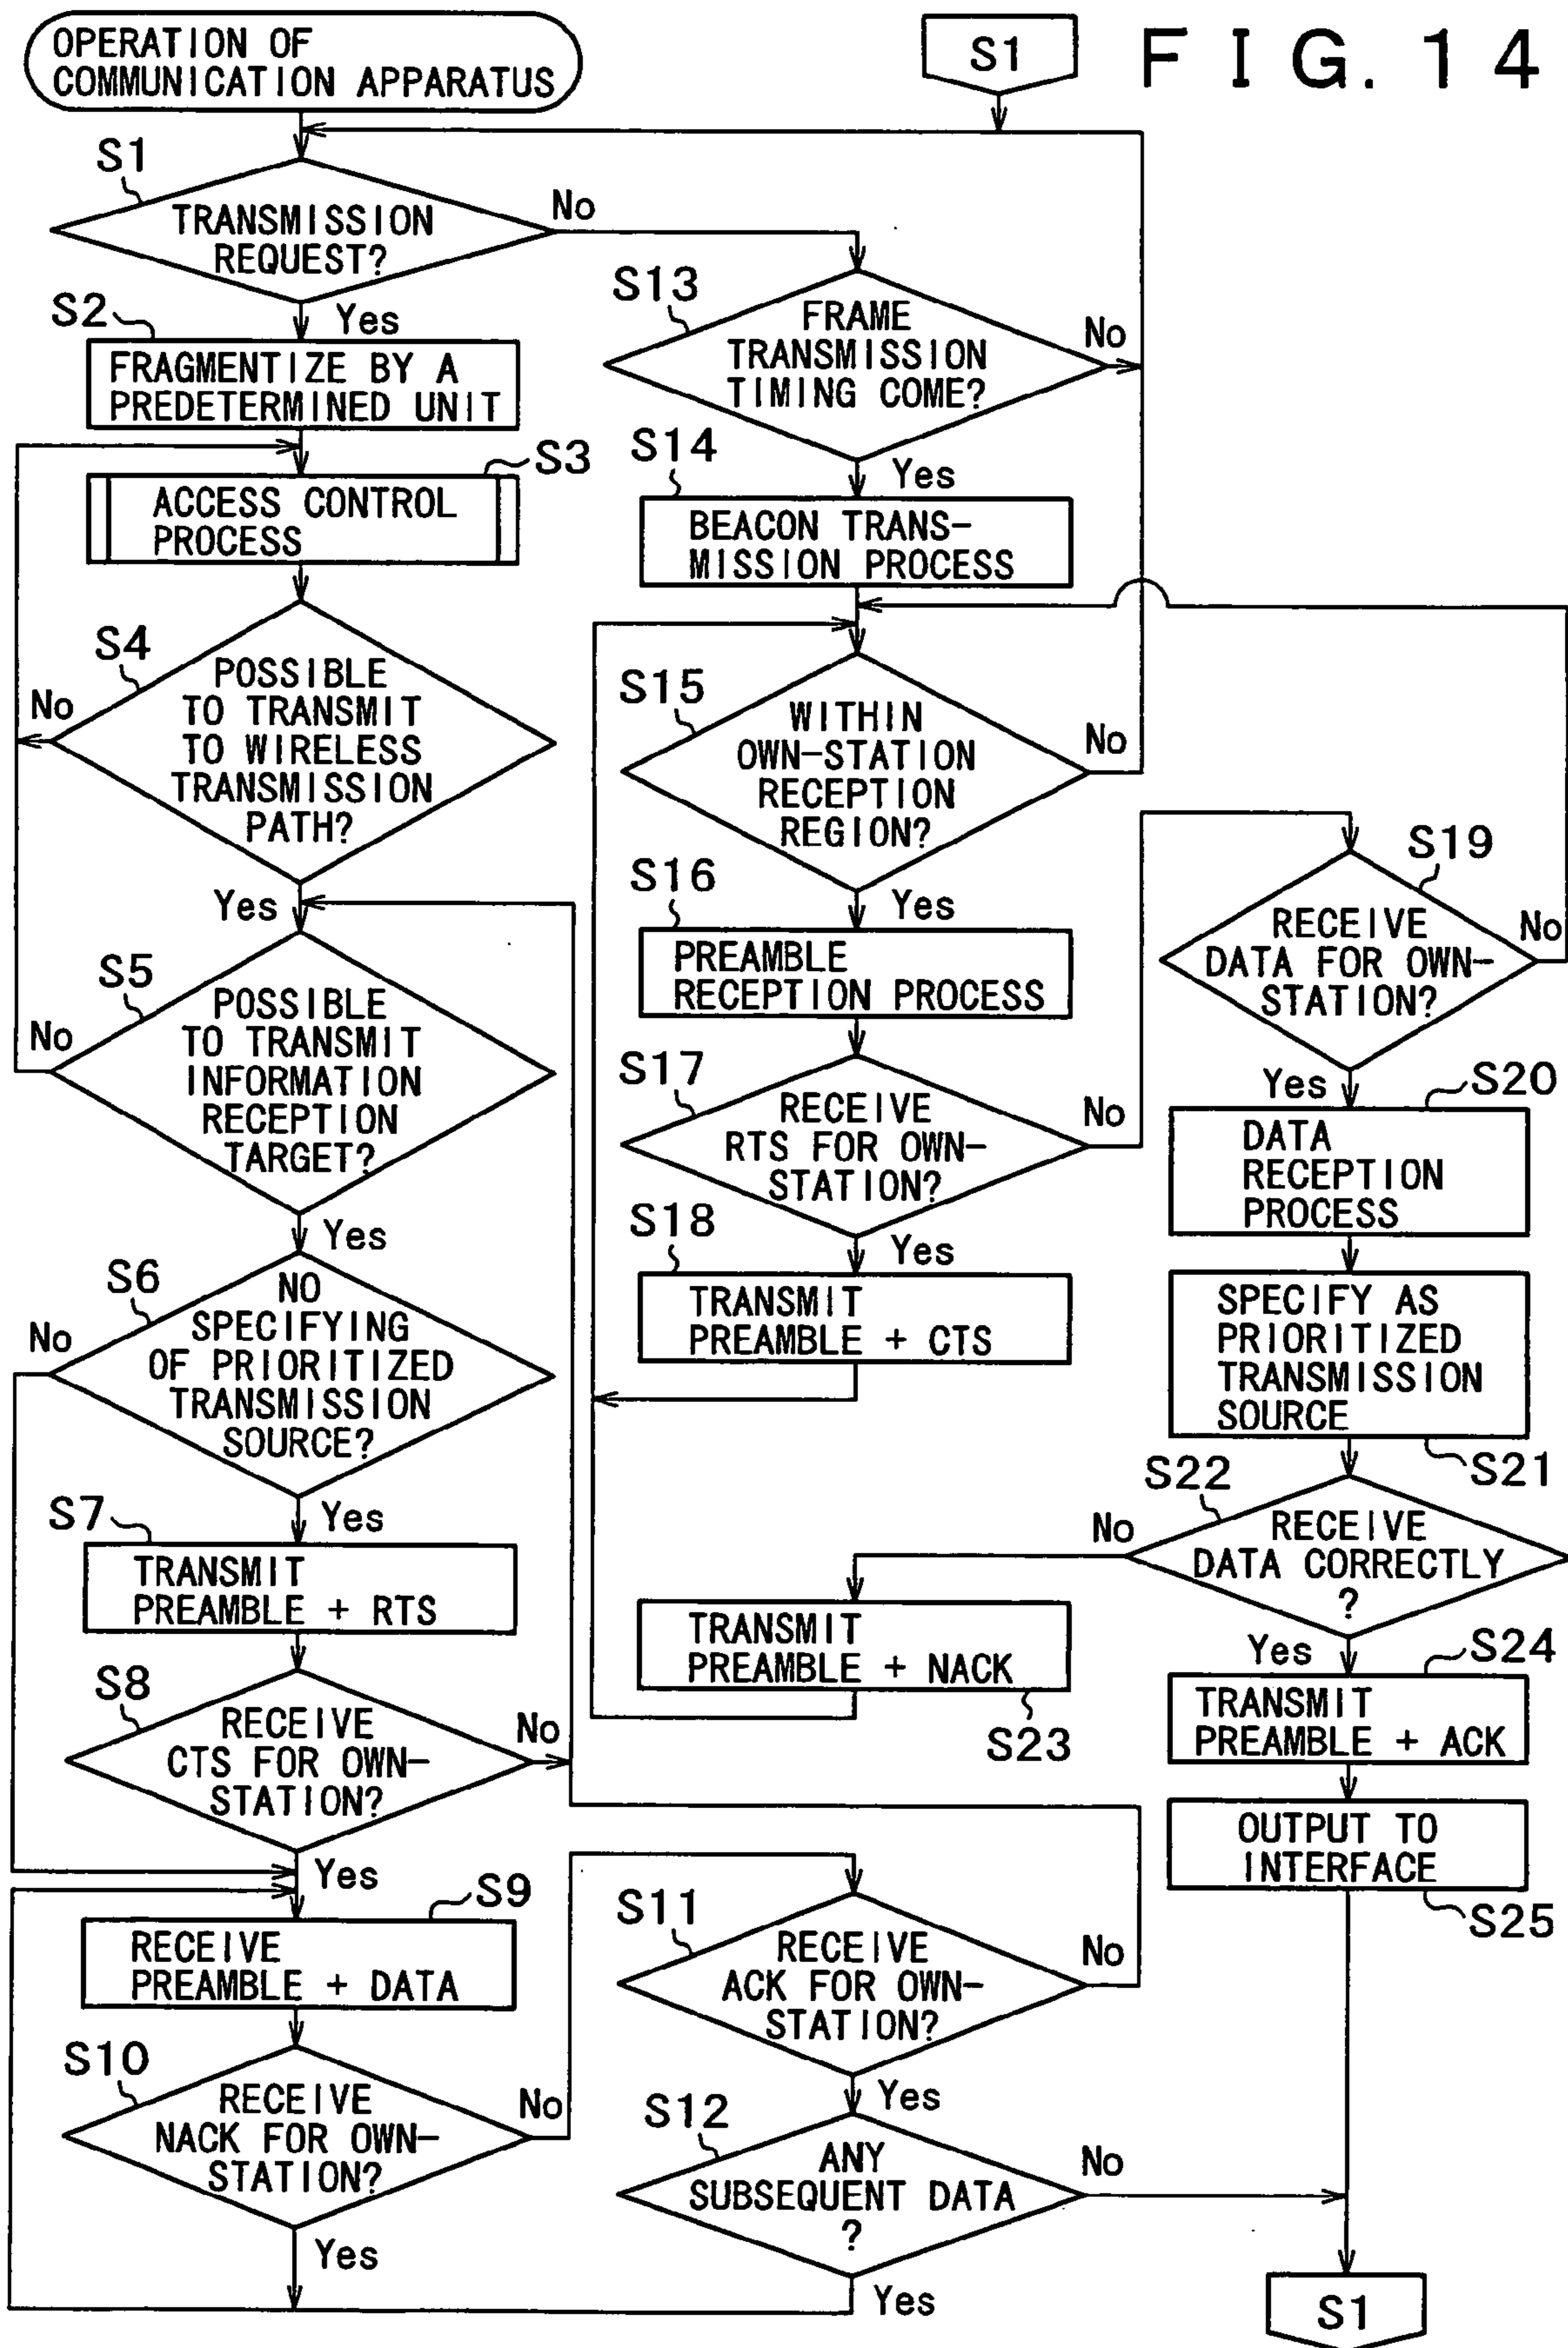 OPERATION OF
COMMUNICATION APPARATUS
S1
FIG. 14
S1
TRANSMISSION
REQUEST?
No
Yes
S2
FRAGMENTIZE BY A
PREDETERMINED UNIT
S3
ACCESS CONTROL
PROCESS
S4
POSSIBLE
TO TRANSMIT
TO WIRELESS
TRANSMISSION
PATH?
No
Yes
S5
POSSIBLE
TO TRANSMIT
INFORMATION
RECEPTION
TARGET?
No
Yes
S6
NO
SPECIFYING
OF PRIORITIZED
TRANSMISSION
SOURCE?
No
Yes
S7
TRANSMIT
PREAMBLE + RTS
S8
RECEIVE
CTS FOR OWN-
STATION?
No
Yes
S9
RECEIVE
PREAMBLE + DATA
S10
RECEIVE
NACK FOR OWN-
STATION?
No
Yes
S11
RECEIVE
ACK FOR OWN-
STATION?
No
Yes
S12
ANY
SUBSEQUENT DATA
?
No
Yes
S13
FRAME
TRANSMISSION
TIMING COME?
No
Yes
S14
BEACON TRANS-
MISSION PROCESS
S15
WITHIN
OWN-STATION
RECEPTION
REGION?
No
Yes
S16
PREAMBLE
RECEPTION PROCESS
S17
RECEIVE
RTS FOR OWN-
STATION?
No
Yes
S18
TRANSMIT
PREAMBLE + CTS
S19
RECEIVE
DATA FOR OWN-
STATION?
No
Yes
S20
DATA
RECEPTION
PROCESS
SPECIFY AS
PRIORITIZED
TRANSMISSION
SOURCE
S21
S22
RECEIVE
DATA CORRECTLY
?
No
Yes
TRANSMIT
PREAMBLE + NACK
S23
S24
TRANSMIT
PREAMBLE + ACK
OUTPUT TO
INTERFACE
S25
S1